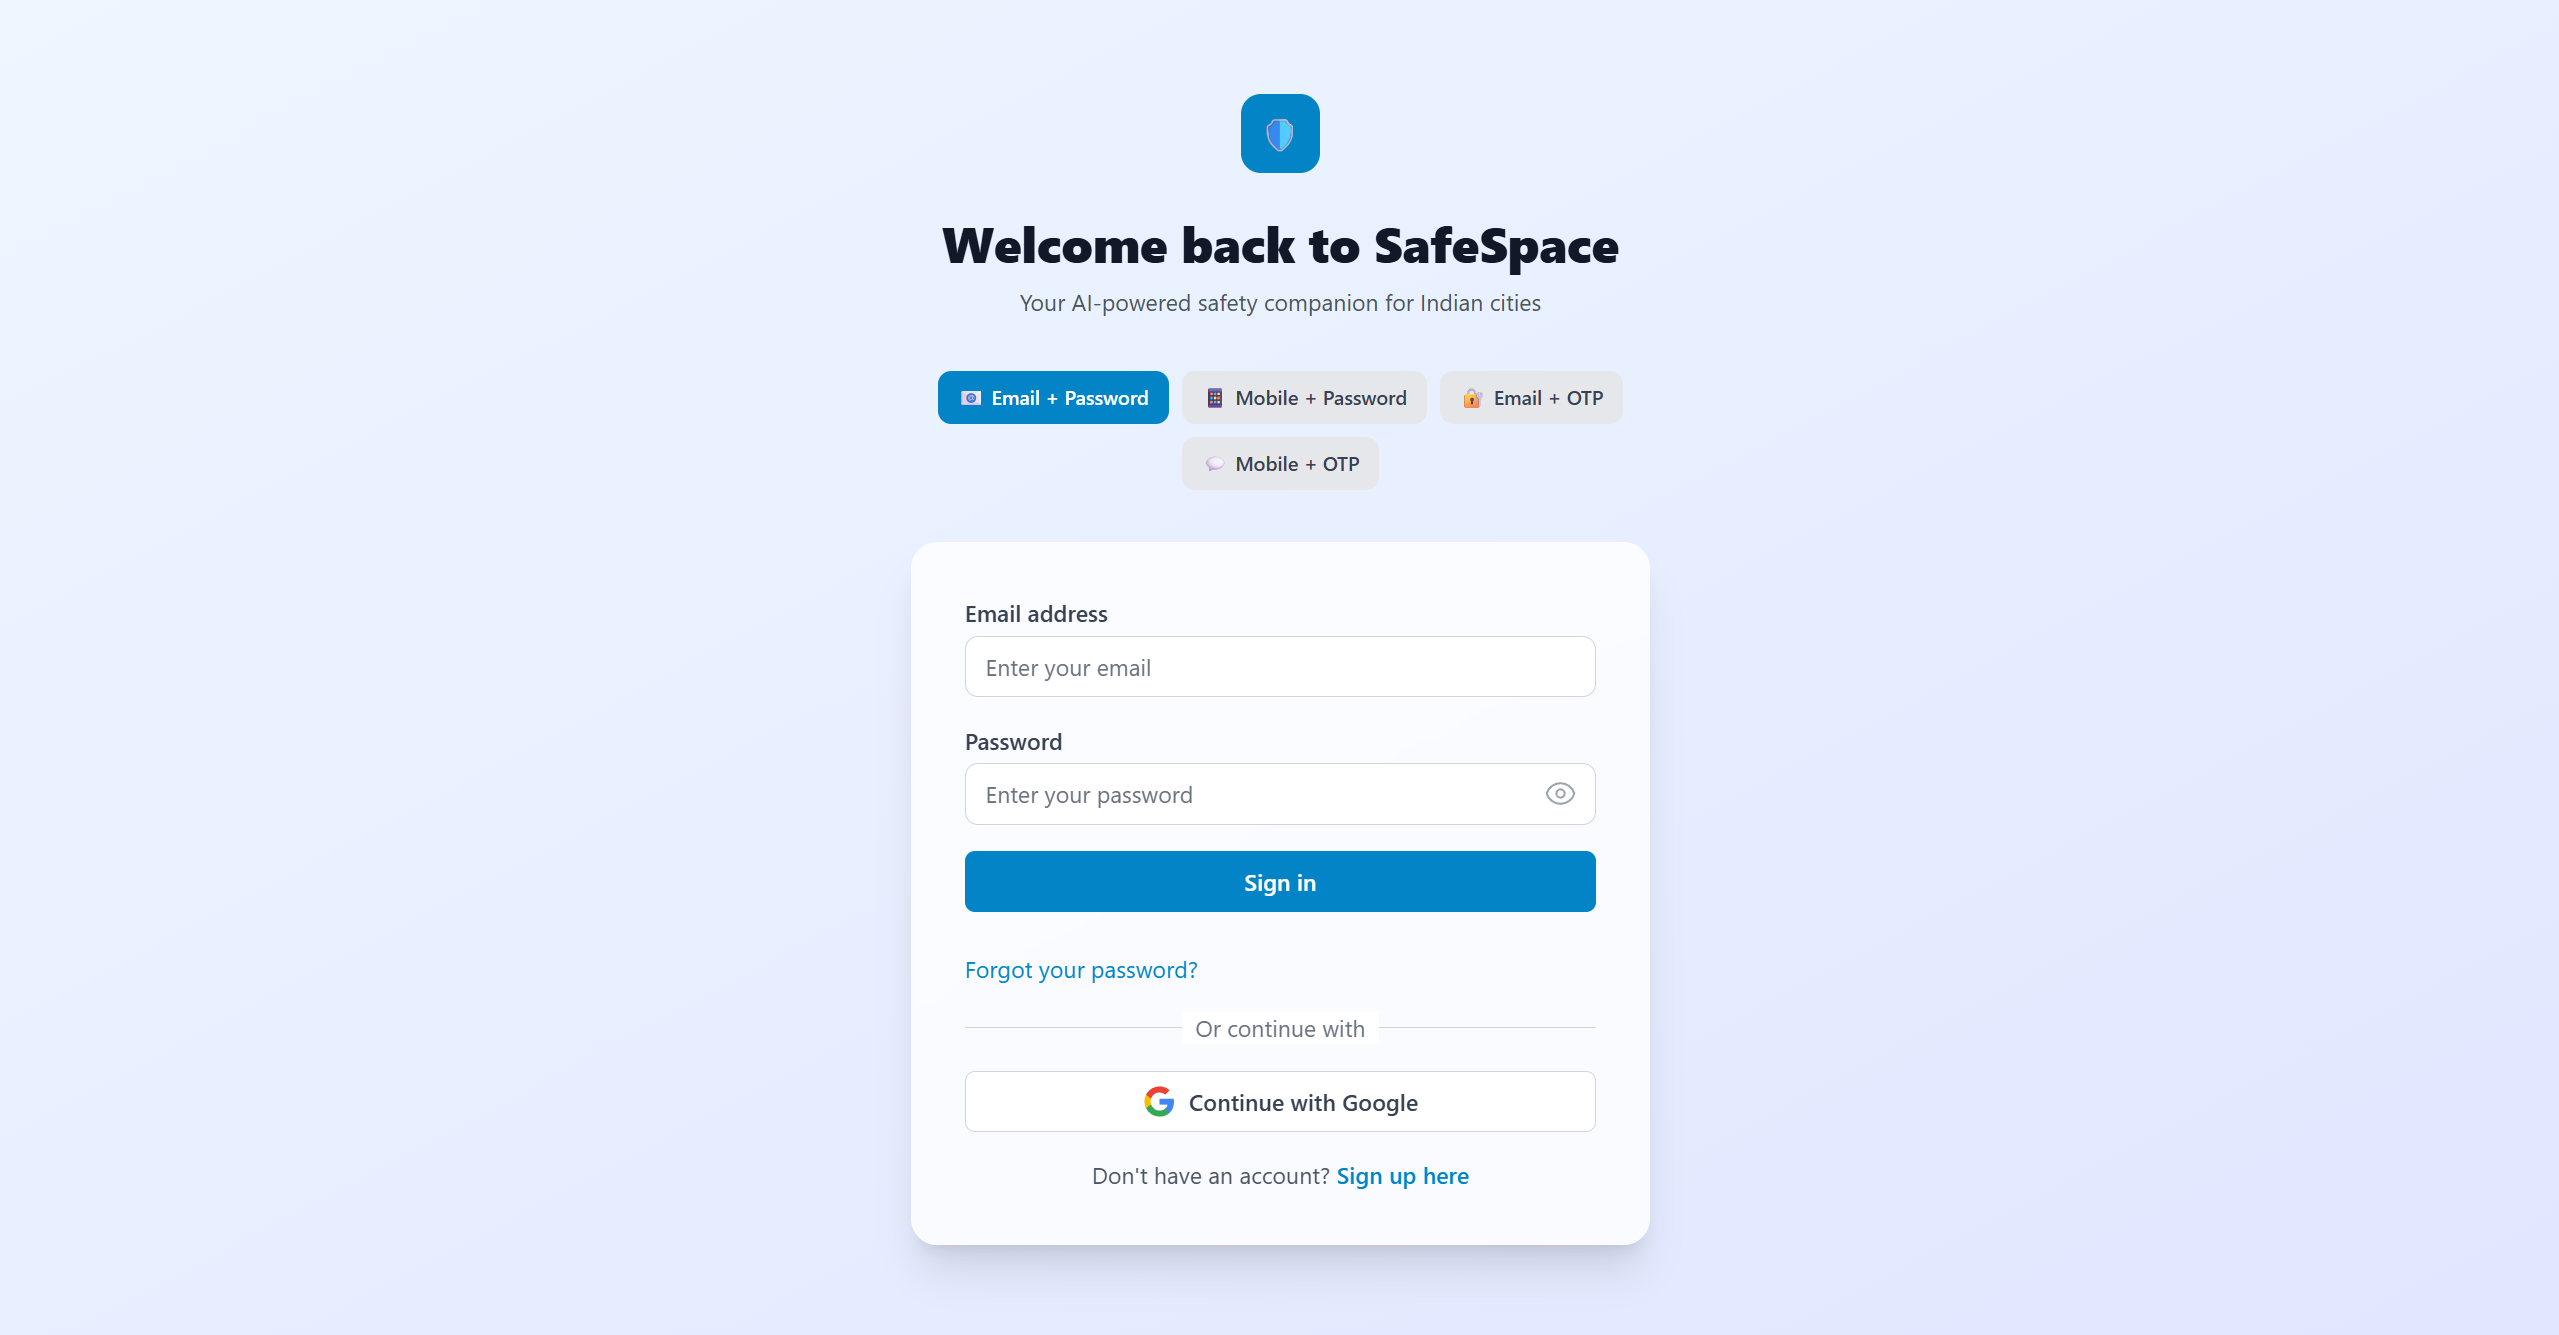 Welcome back to SafeSpace
Your AI-powered safety companion for Indian cities
Email + Password
Mobile + Password
Email + OTP
Mobile + OTP
Email address
Enter your email
Password
Enter your password
Sign in
Forgot your password?
Or continue with
Continue with Google
Don't have an account? Sign up here